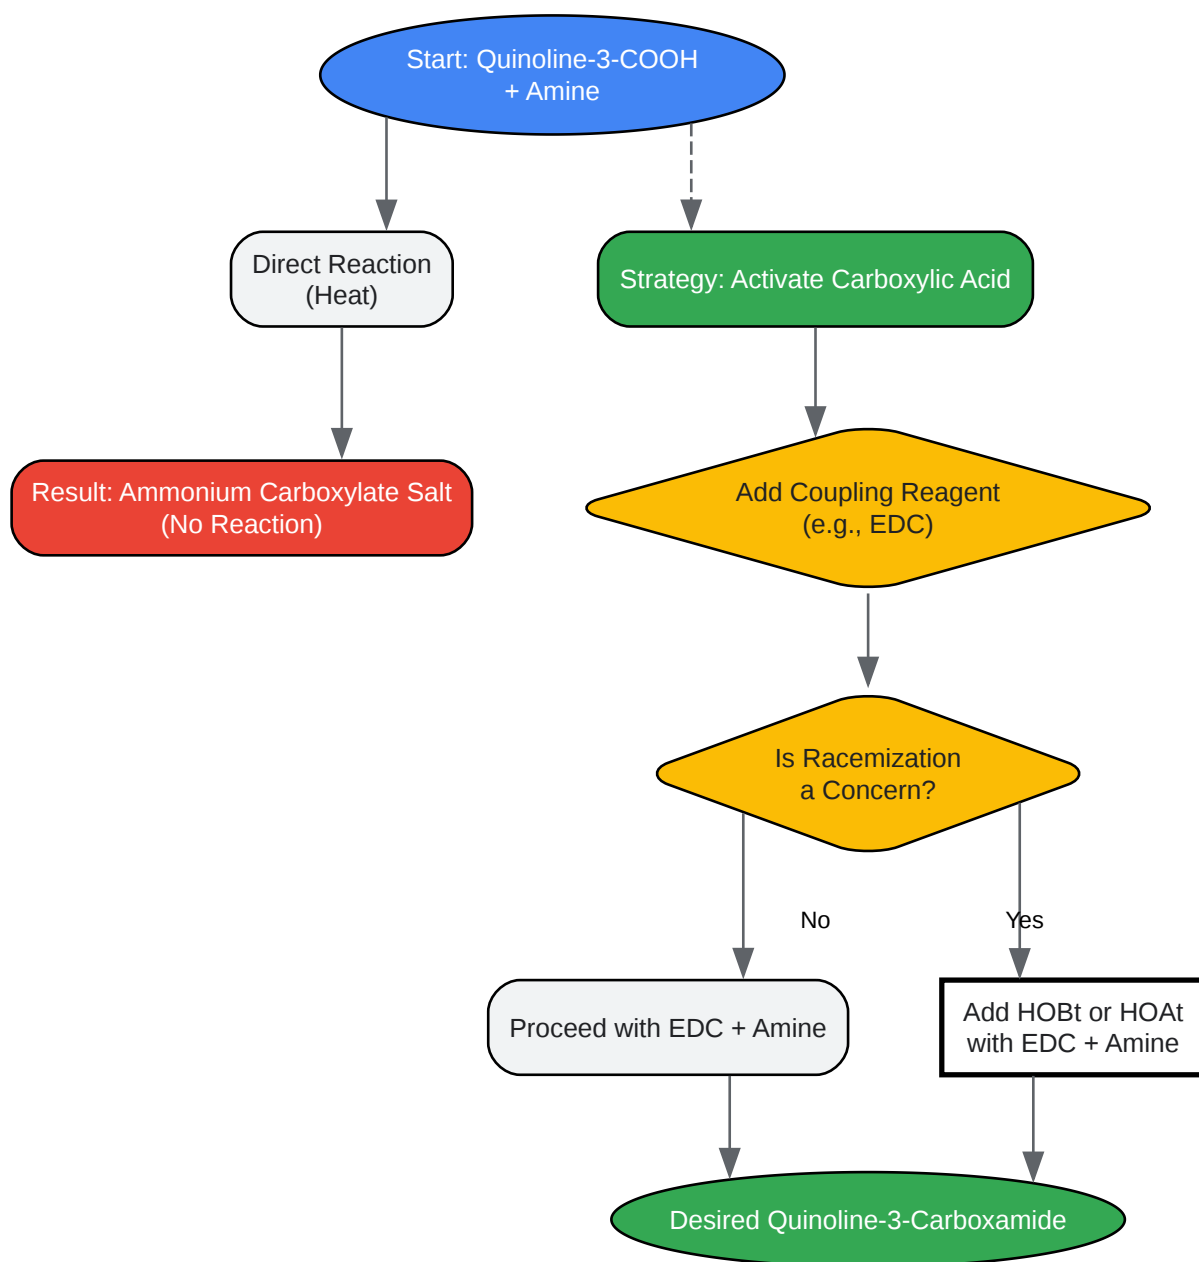 Start: Quinoline-3-COOH
+ Amine
Direct Reaction
(Heat)
Strategy: Activate Carboxylic Acid
Result: Ammonium Carboxylate Salt
(No Reaction)
Add Coupling Reagent
(e.g., EDC)
Is Racemization
a Concern?
No
Yes
Proceed with EDC + Amine
Add HOBt or HOAt
with EDC + Amine
Desired Quinoline-3-Carboxamide